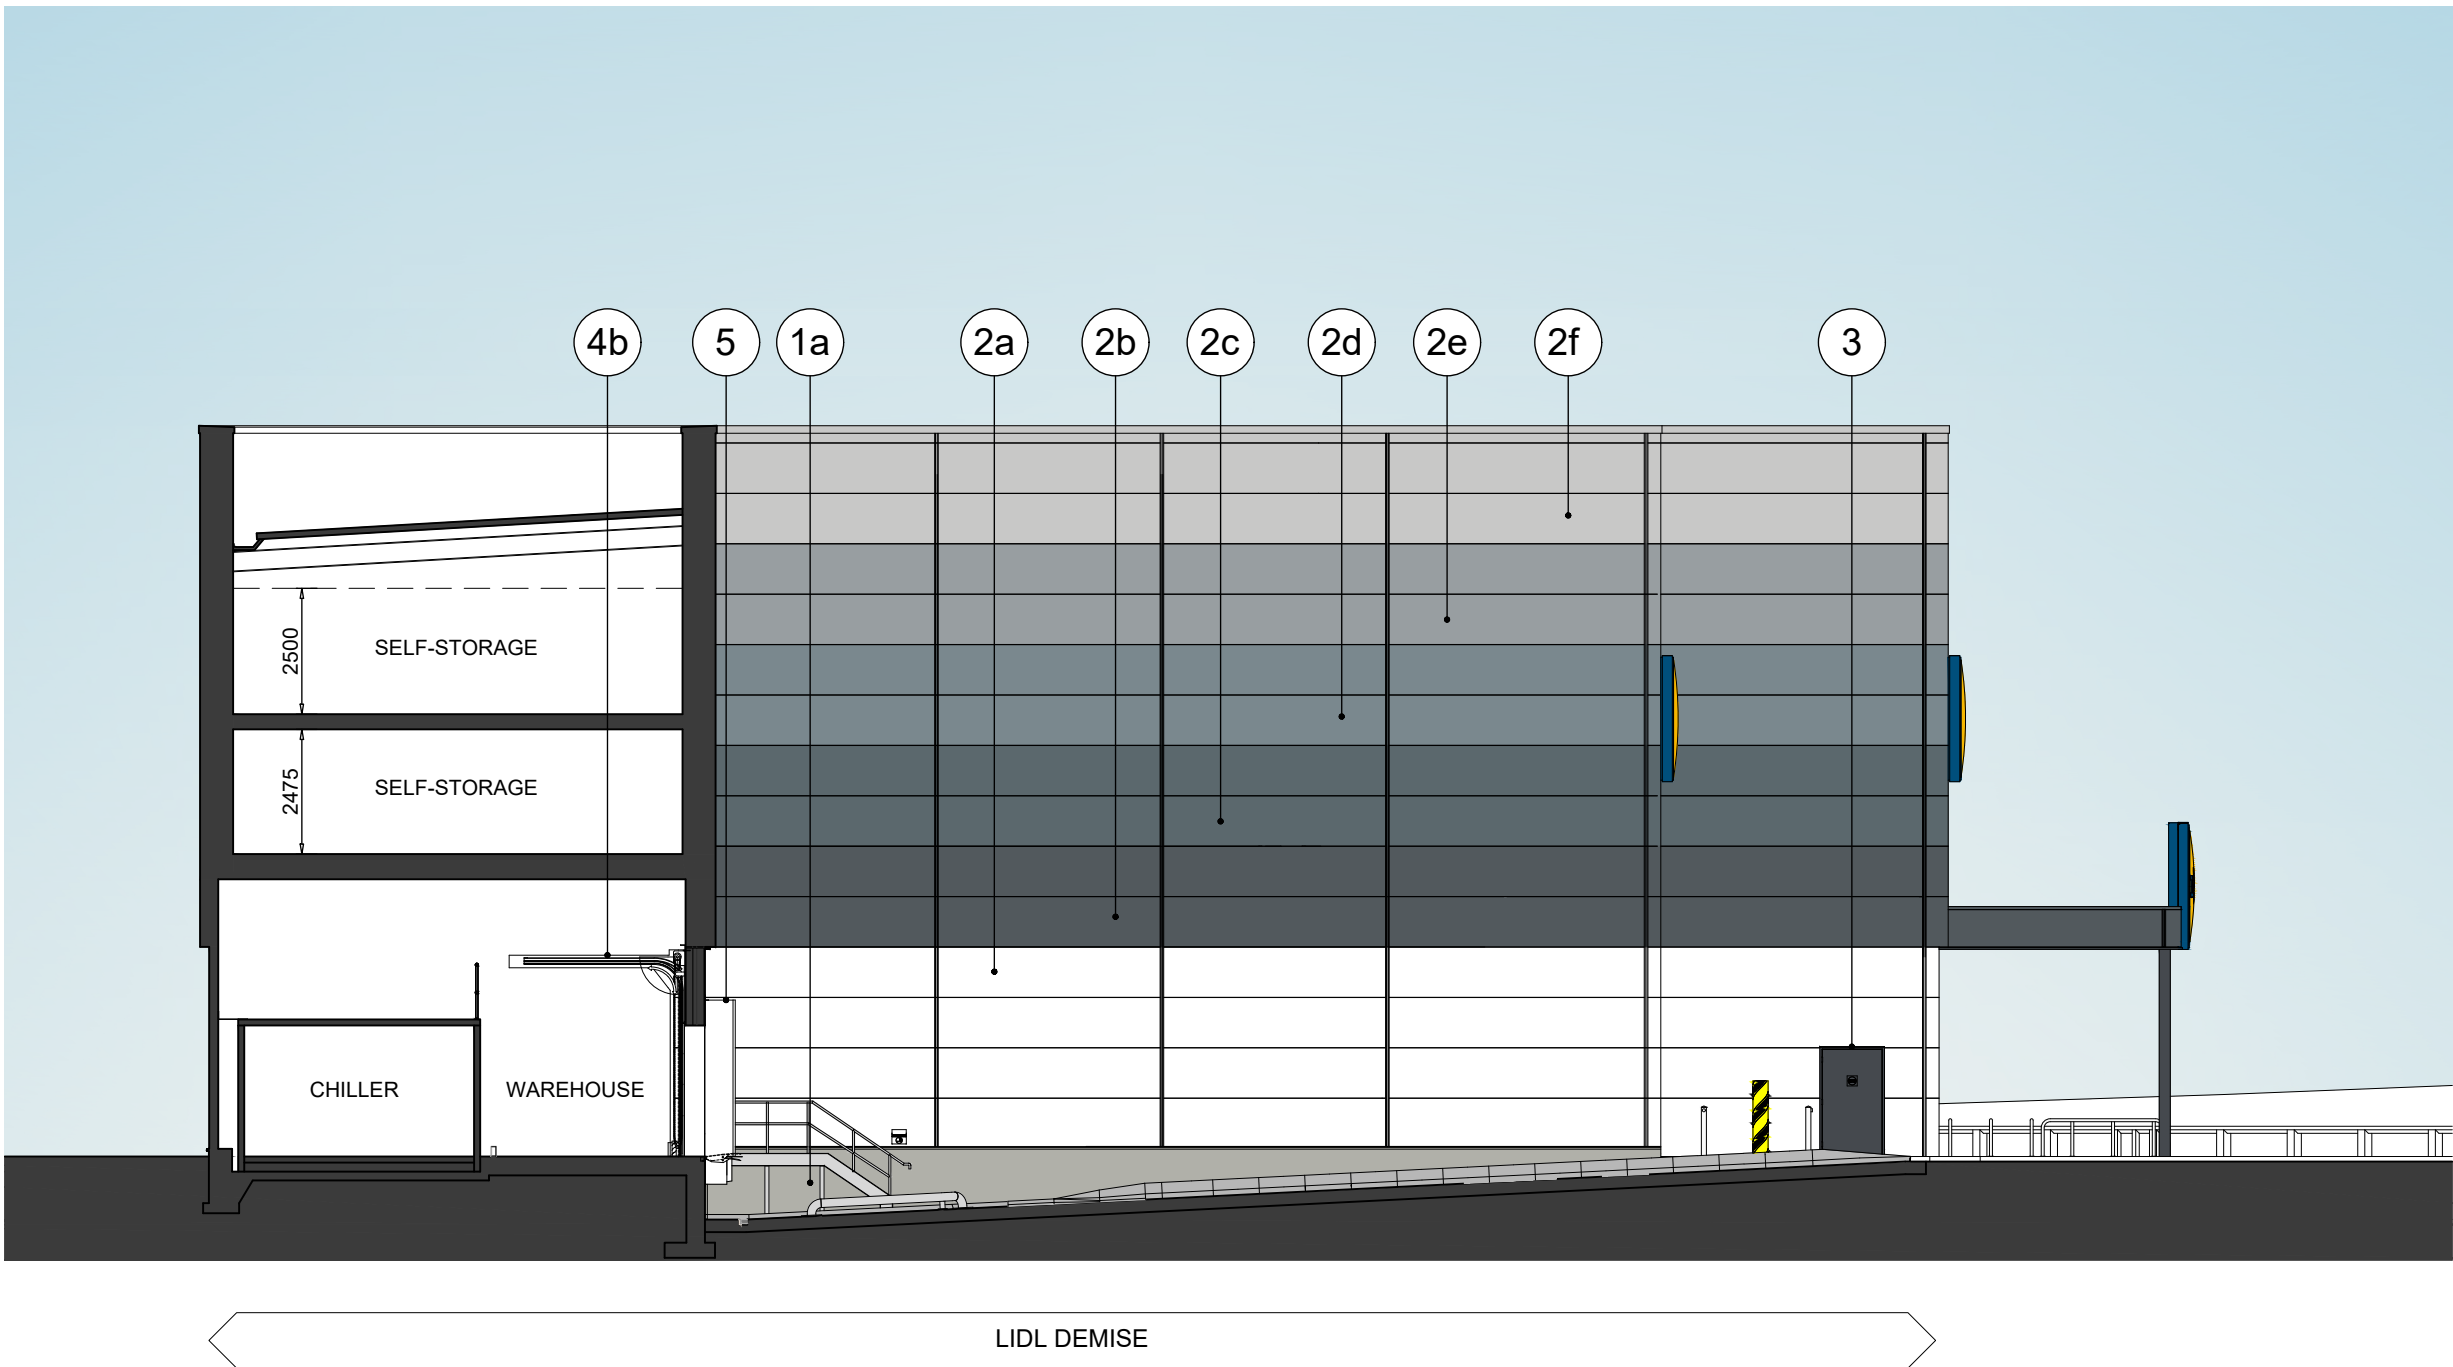 4b
5
1a
2a
2b
2c
2d
2e
2f
3
2500
SELF-STORAGE
2475
SELF-STORAGE
CHILLER
WAREHOUSE
LIDL DEMISE